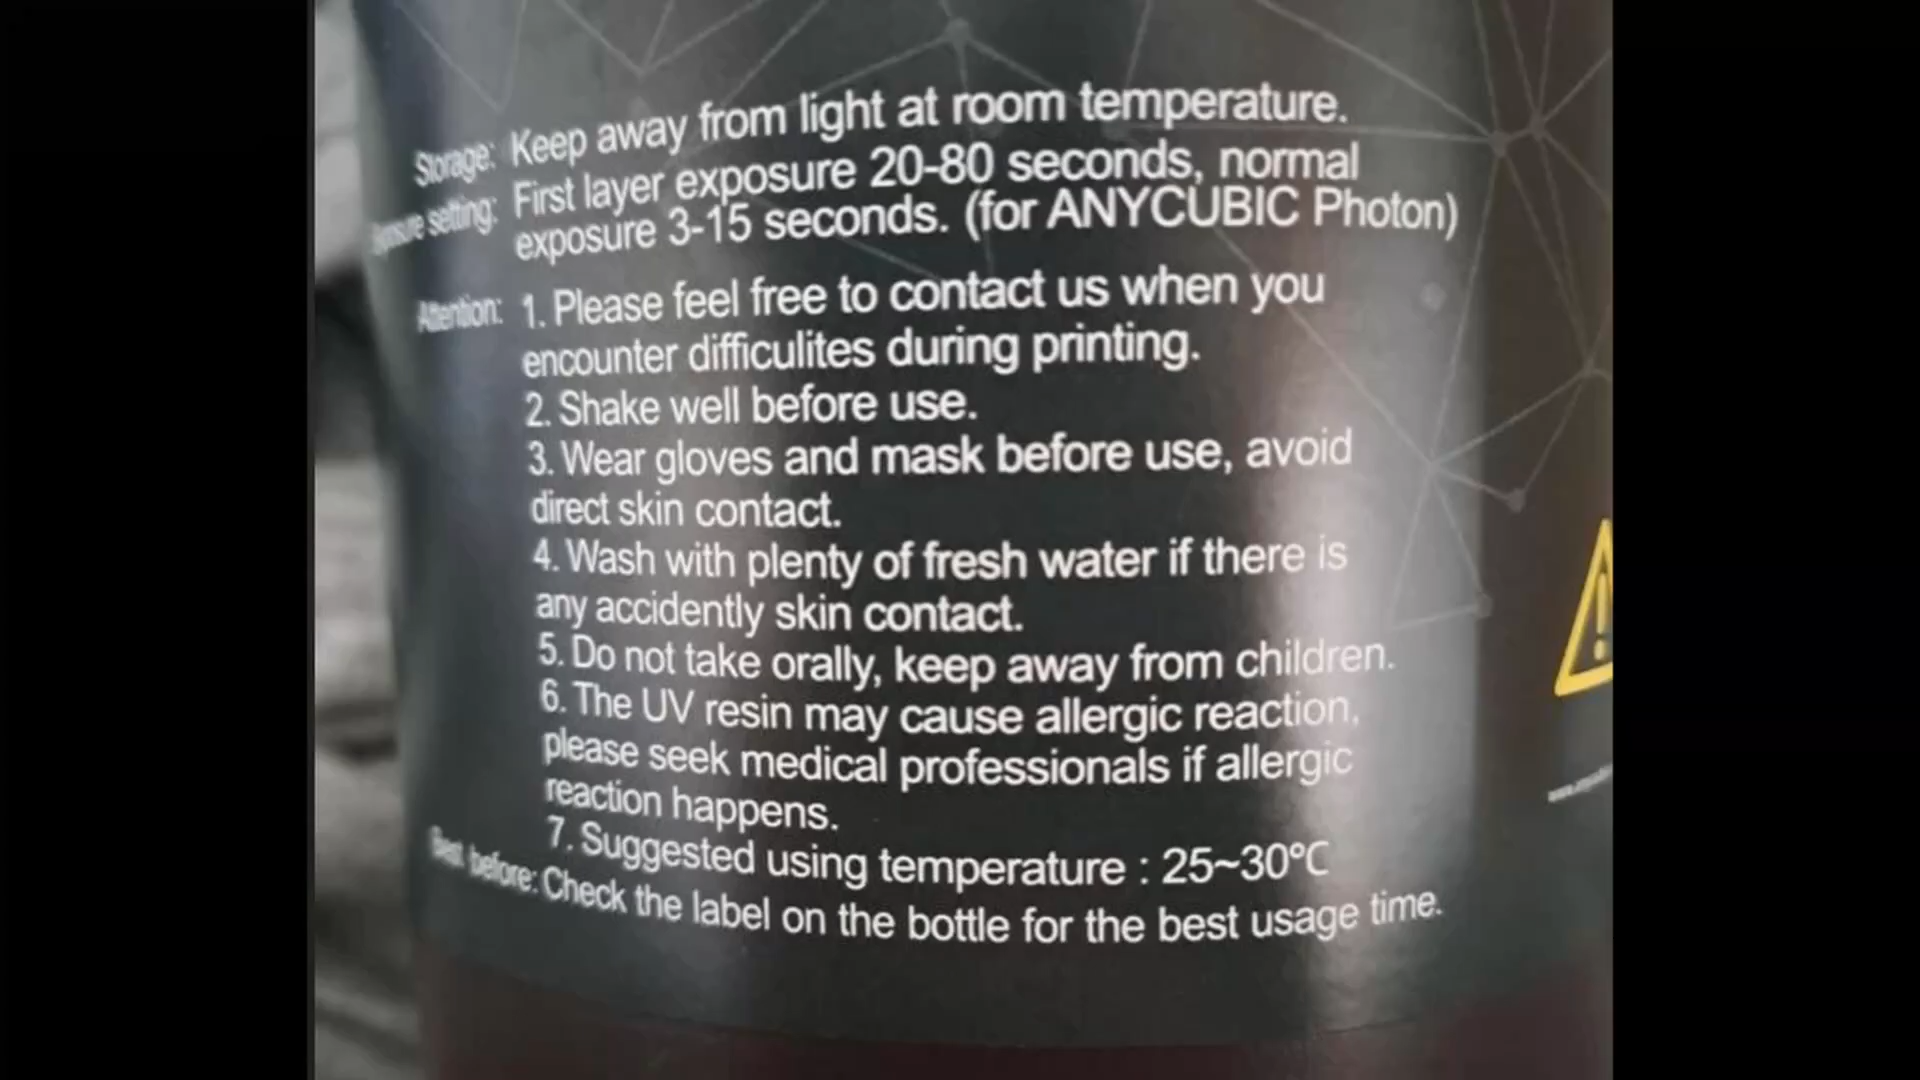 Storage: Keep away from light at room temperature.
Exposure setting: First layer exposure 20-80 seconds, normal
exposure 3-15 seconds. (for ANYCUBIC Photon)
Attention: 1. Please feel free to contact us when you
encounter difficulites during printing.
2. Shake well before use.
3. Wear gloves and mask before use, avoid
direct skin contact.
4. Wash with plenty of fresh water if there is
any accidently skin contact.
5. Do not take orally, keep away from children.
6. The UV resin may cause allergic reaction,
please seek medical professionals if allergic
reaction happens.
7. Suggested using temperature : 25~30℃
Best before: Check the label on the bottle for the best usage time.